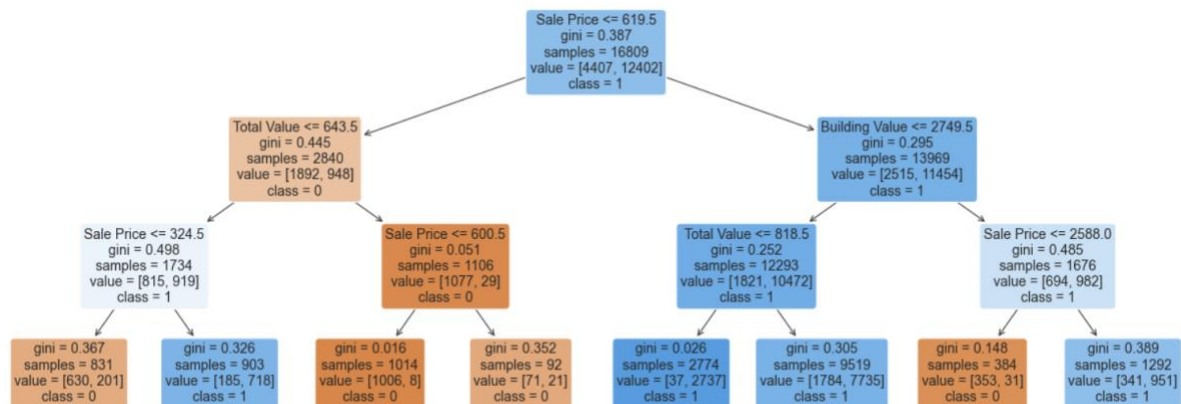 Sale Price <= 619.5
gini = 0.387
samples = 16809
value = [4407, 12402]
class = 1
Total Value <= 643.5
gini = 0.445
samples = 2840
value = [1892, 948]
class = 0
Building Value <= 2749.5
gini = 0.295
samples = 13969
value = [2515, 11454]
class = 1
Sale Price <= 324.5
gini = 0.498
samples = 1734
value = [815, 919]
class = 1
Sale Price <= 600.5
gini = 0.051
samples = 1106
value = [1077, 29]
class = 0
Total Value <= 818.5
gini = 0.252
samples = 12293
value = [1821, 10472]
class = 1
Sale Price <= 2588.0
gini = 0.485
samples = 1676
value = [694, 982]
class = 1
gini = 0.367
samples = 831
value = [630, 201]
class = 0
gini = 0.326
samples = 903
value = [185, 718]
class = 1
gini = 0.016
samples = 1014
value = [1006, 8]
class = 0
gini = 0.352
samples = 92
value = [71, 21]
class = 0
gini = 0.026
samples = 2774
value = [37, 2737]
class = 1
gini = 0.305
samples = 9519
value = [1784, 7735]
class = 1
gini = 0.148
samples = 384
value = [353, 31]
class = 0
gini = 0.389
samples = 1292
value = [341, 951]
class = 1